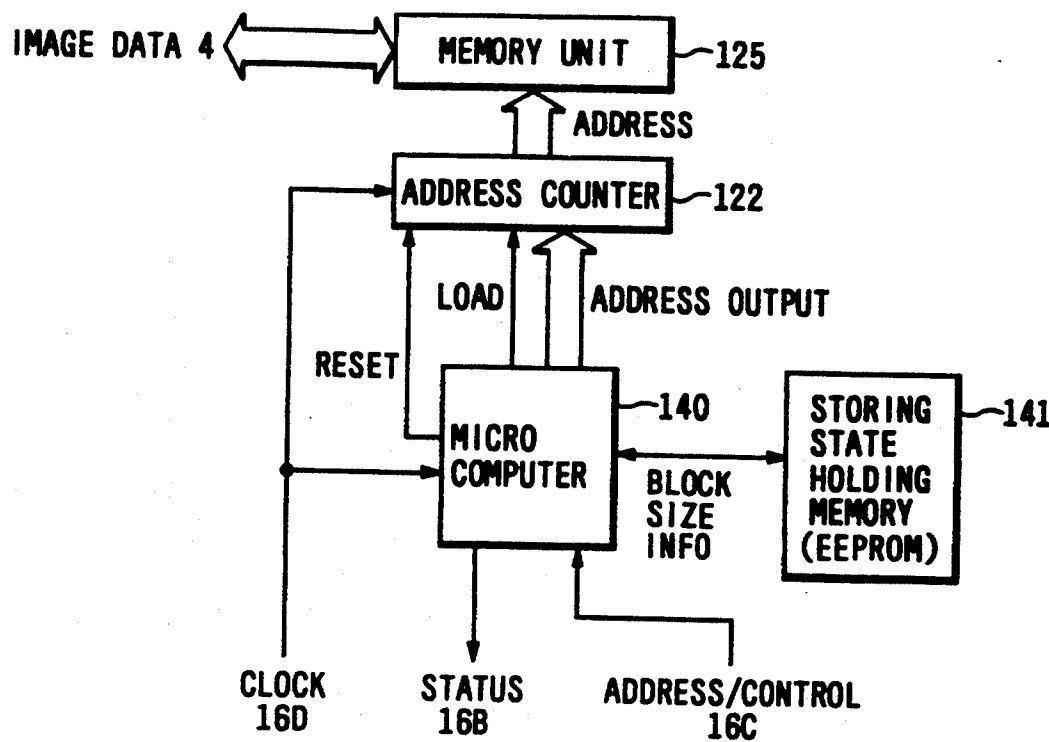 IMAGE DATA 4
MEMORY UNIT
125
ADDRESS
ADDRESS COUNTER
122
LOAD
ADDRESS OUTPUT
RESET
140
MICRO
COMPUTER
BLOCK
SIZE
INFO
STORING
STATE
HOLDING
MEMORY
(EEPROM)
141
CLOCK
16D
STATUS
16B
ADDRESS/CONTROL
16C